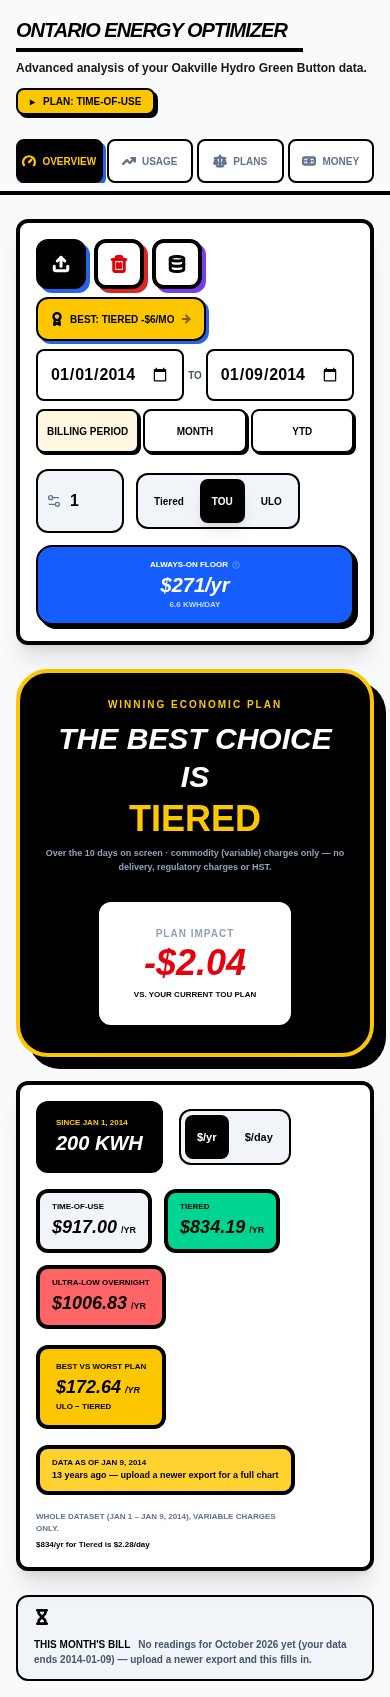 ONTARIO ENERGY OPTIMIZER
Advanced analysis of your Oakville Hydro Green Button data.
► PLAN: TIME-OF-USE
OVERVIEW
USAGE
PLANS
MONEY
BEST: TIERED -$6/MO →
01/01/2014
TO
01/09/2014
BILLING PERIOD
MONTH
YTD
1
Tiered
TOU
ULO
ALWAYS-ON FLOOR
$271/yr
6.6 KWH/DAY
WINNING ECONOMIC PLAN
THE BEST CHOICE
IS
TIERED
Over the 10 days on screen · commodity (variable) charges only — no
delivery, regulatory charges or HST.
PLAN IMPACT
-$2.04
VS. YOUR CURRENT TOU PLAN
SINCE JAN 1, 2014
200 KWH
$/yr
$/day
TIME-OF-USE
$917.00 /YR
TIERED
$834.19 /YR
ULTRA-LOW OVERNIGHT
$1006.83 /YR
BEST VS WORST PLAN
$172.64 /YR
ULO − TIERED
DATA AS OF JAN 9, 2014
13 years ago — upload a newer export for a full chart
WHOLE DATASET (JAN 1 – JAN 9, 2014), VARIABLE CHARGES
ONLY.
$834/yr for Tiered is $2.28/day
THIS MONTH'S BILL No readings for October 2026 yet (your data
ends 2014-01-09) — upload a newer export and this fills in.